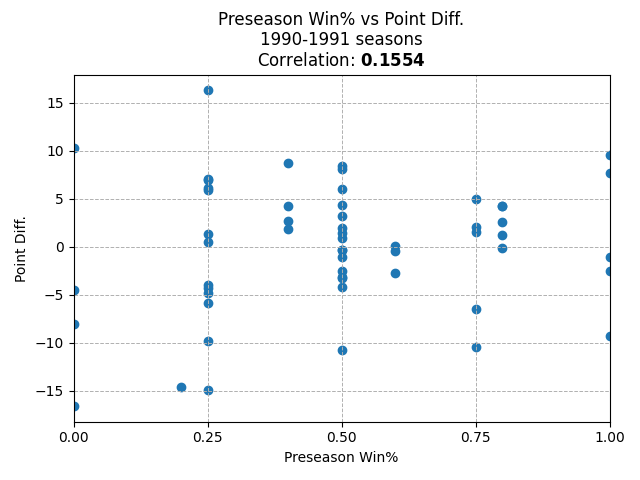 Preseason Win% vs Point Diff.
1990-1991 seasons
Correlation: 0.1554
Point Diff.
15
10
5
0
−5
−10
−15
0.00 0.25 0.50 0.75 1.00
Preseason Win%